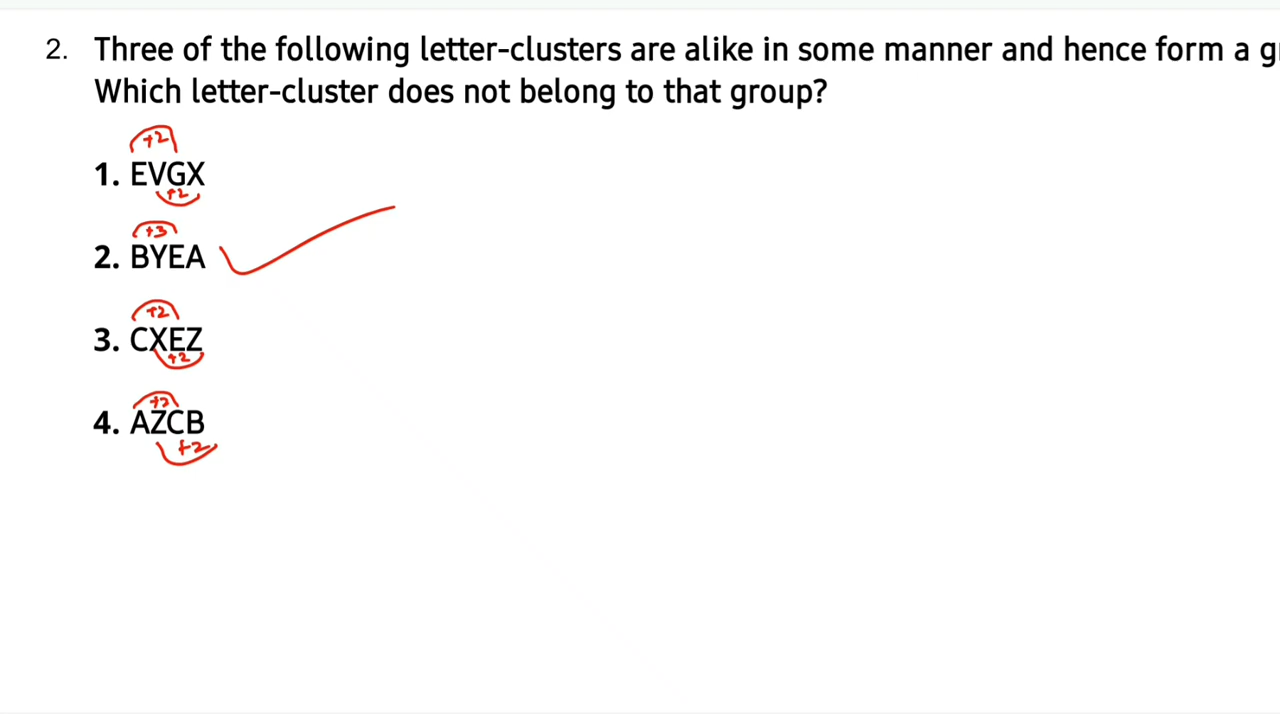 2. Three of the following letter-clusters are alike in some manner and hence form a g
Which letter-cluster does not belong to that group?
+2
1. EVGX
+2
+3
2. BYEA
+2
3. CXEZ
+2
+2
4. AZCB
+2